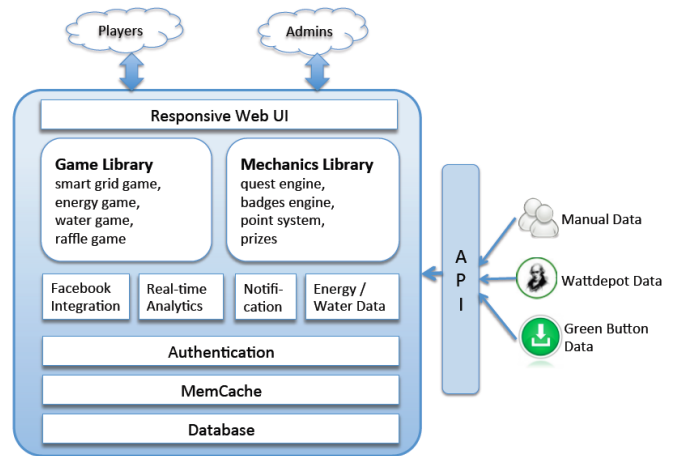 Players
Admins
Responsive Web UI
Game Library
smart grid game,
energy game,
water game,
raffle game
Mechanics Library
quest engine,
badges engine,
point system,
prizes
Facebook
Integration
Real-time
Analytics
Notifi-
cation
Energy /
Water Data
Authentication
MemCache
Database
A
P
I
Manual Data
Wattdepot Data
Green Button
Data